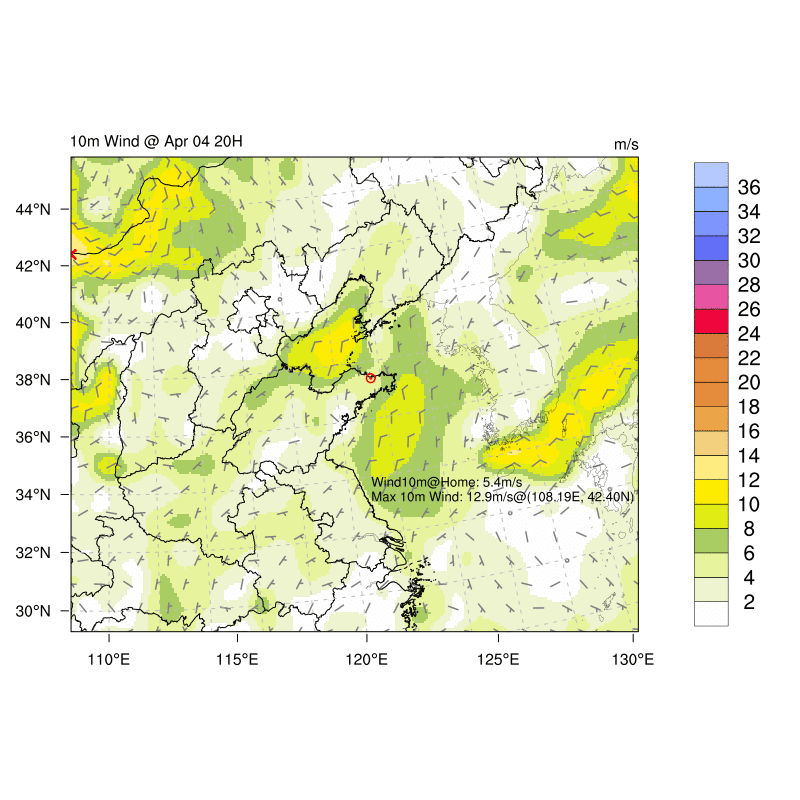 10m Wind @ Apr 04 20H
m/s
44°N
42°N
40°N
38°N
36°N
34°N
32°N
30°N
110°E
115°E
120°E
125°E
130°E
Wind10m@Home: 5.4m/s
Max 10m Wind: 12.9m/s@(108.19E, 42.40N)
36
34
32
30
28
26
24
22
20
18
16
14
12
10
8
6
4
2